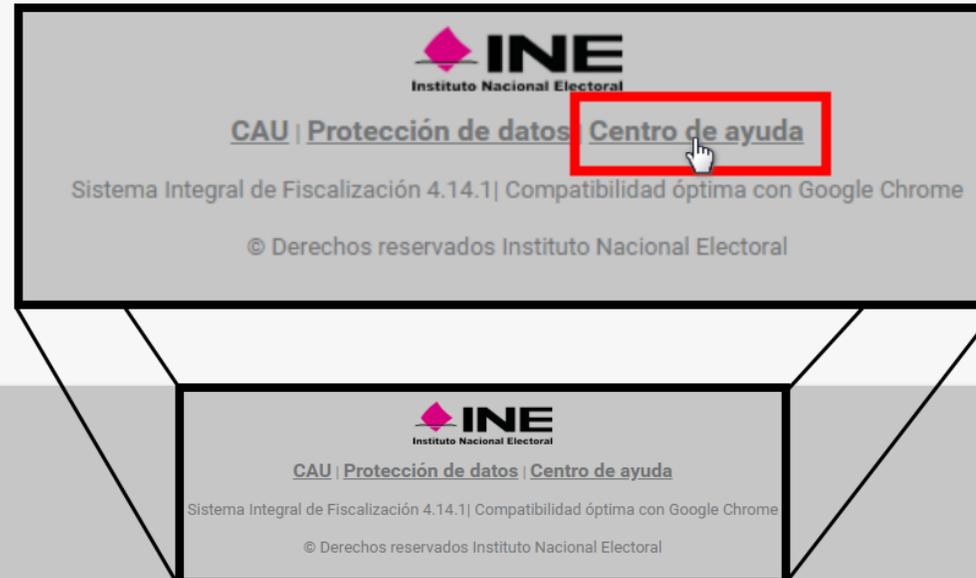 INE
Instituto Nacional Electoral
CAU | Protección de datos | Centro de ayuda
Sistema Integral de Fiscalización 4.14.1| Compatibilidad óptima con Google Chrome
© Derechos reservados Instituto Nacional Electoral
INE
Instituto Nacional Electoral
CAU | Protección de datos | Centro de ayuda
Sistema Integral de Fiscalización 4.14.1| Compatibilidad óptima con Google Chrome
© Derechos reservados Instituto Nacional Electoral